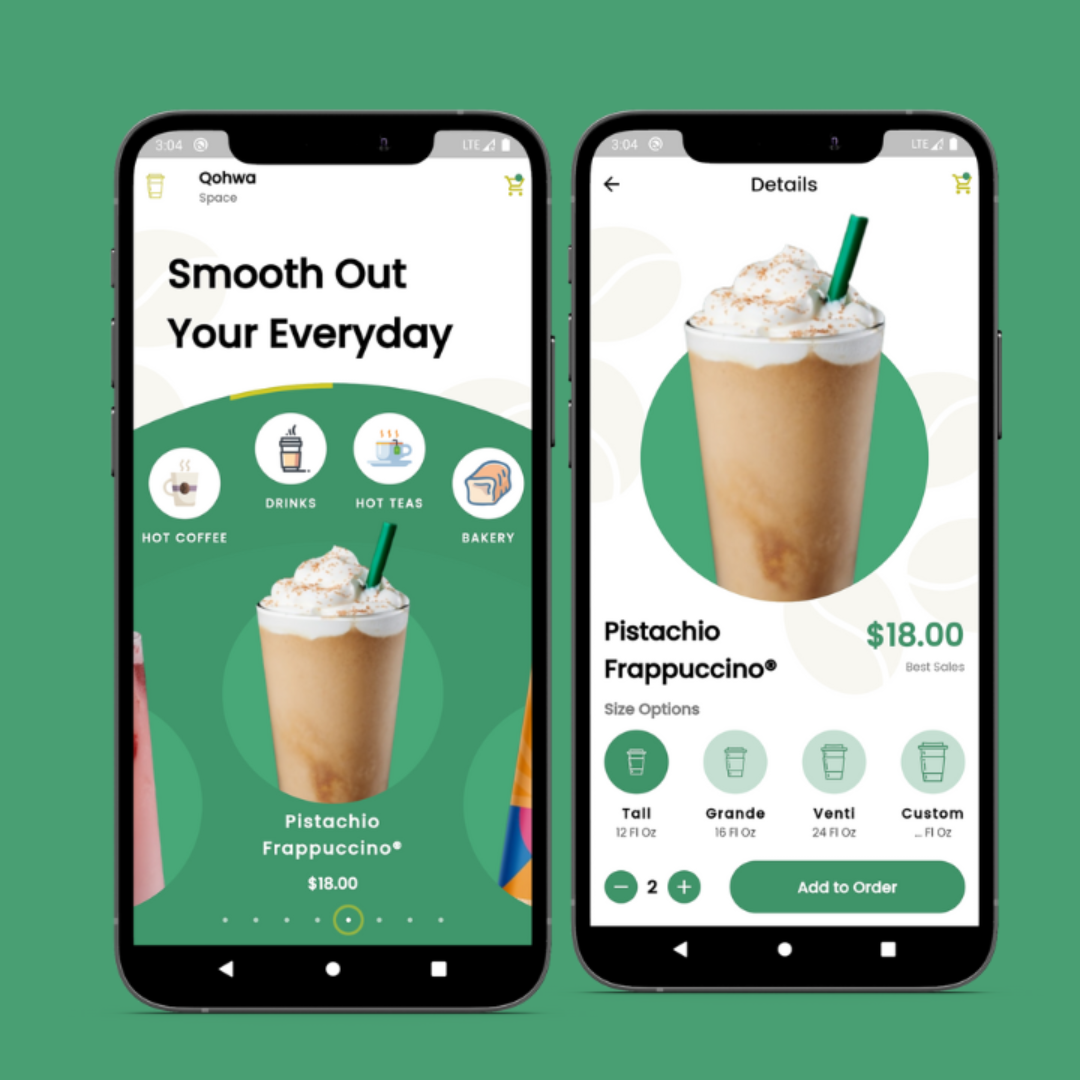 3:04
LTE
Qohwa
Space
Smooth Out
Your Everyday
DRINKS
HOT TEAS
HOT COFFEE
BAKERY
Pistachio
Frappuccino®
$18.00
3:04
LTE
Details
Pistachio
Frappuccino®
$18.00
Best Sales
Size Options
Tall
Grande
Venti
Custom
12 Fl Oz
16 Fl Oz
24 Fl Oz
... Fl Oz
2
Add to Order